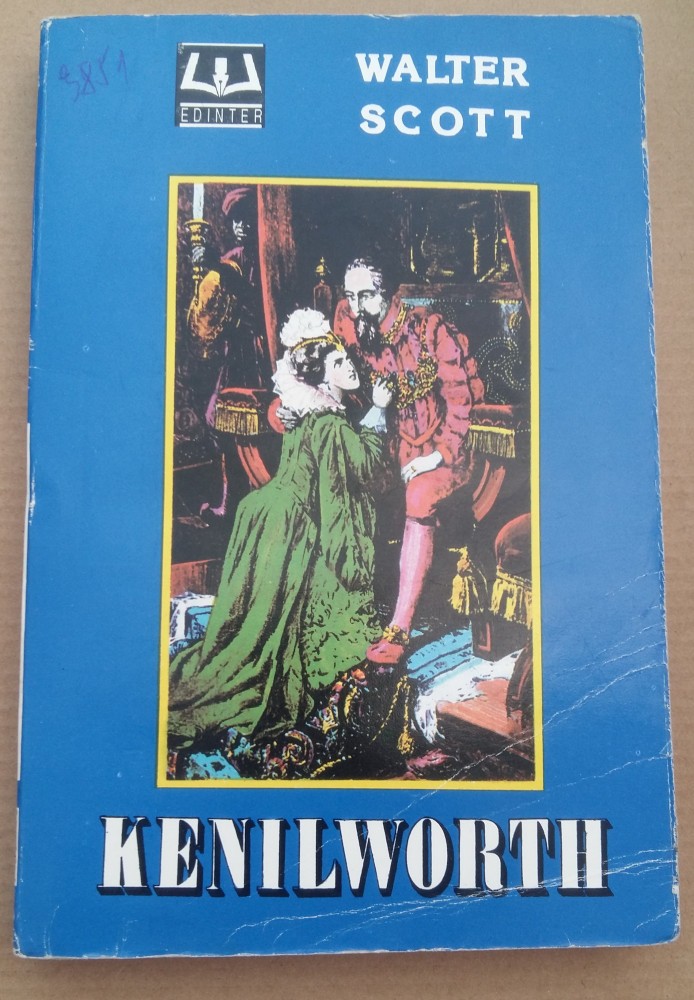 3851
EDINTER
WALTER
SCOTT
KENILWORTH